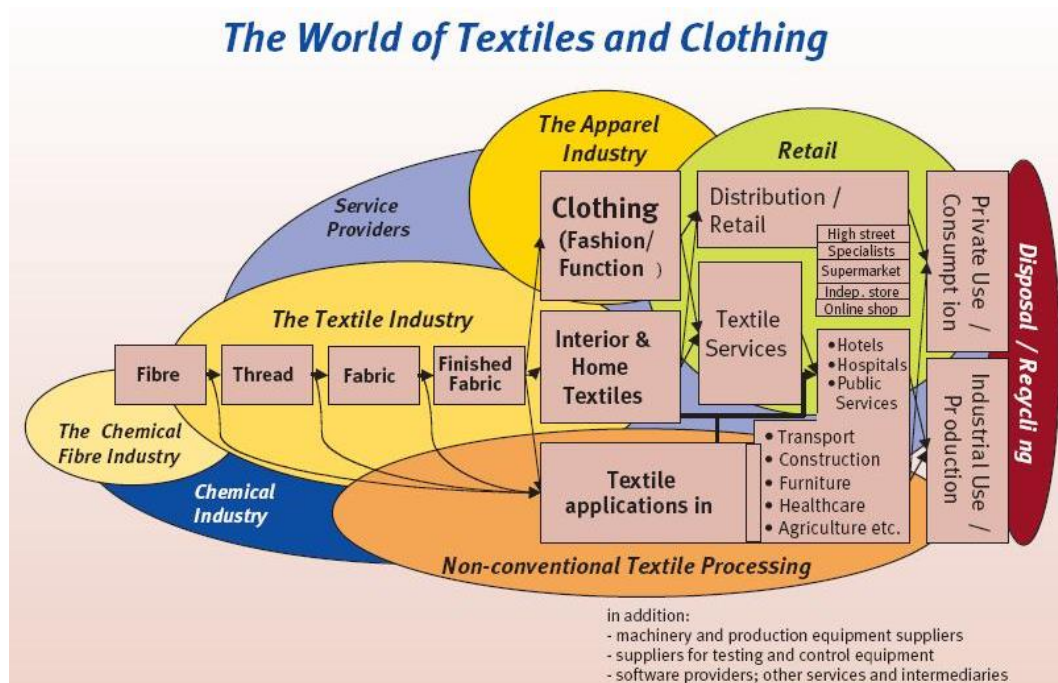 The World of Textiles and Clothing
The Apparel
Industry
Retail
Service
Providers
Clothing
(Fashion/
Function )
Distribution /
Retail
High street
Specialists
Supermarket
Indep. store
Online shop
Private Use /
Consumpt ion
Disposal / Recycli ng
The Textile Industry
Textile
Services
Interior &
Home
Textiles
•Hotels
•Hospitals
•Public
Services
Fibre
Thread
Fabric
Finished
Fabric
The Chemical
Fibre Industry
Chemical
Industry
Textile
applications in
• Transport
• Construction
• Furniture
• Healthcare
• Agriculture etc.
Industrial Use /
Production
Non-conventional Textile Processing
in addition:
- machinery and production equipment suppliers
- suppliers for testing and control equipment
- software providers; other services and intermediaries